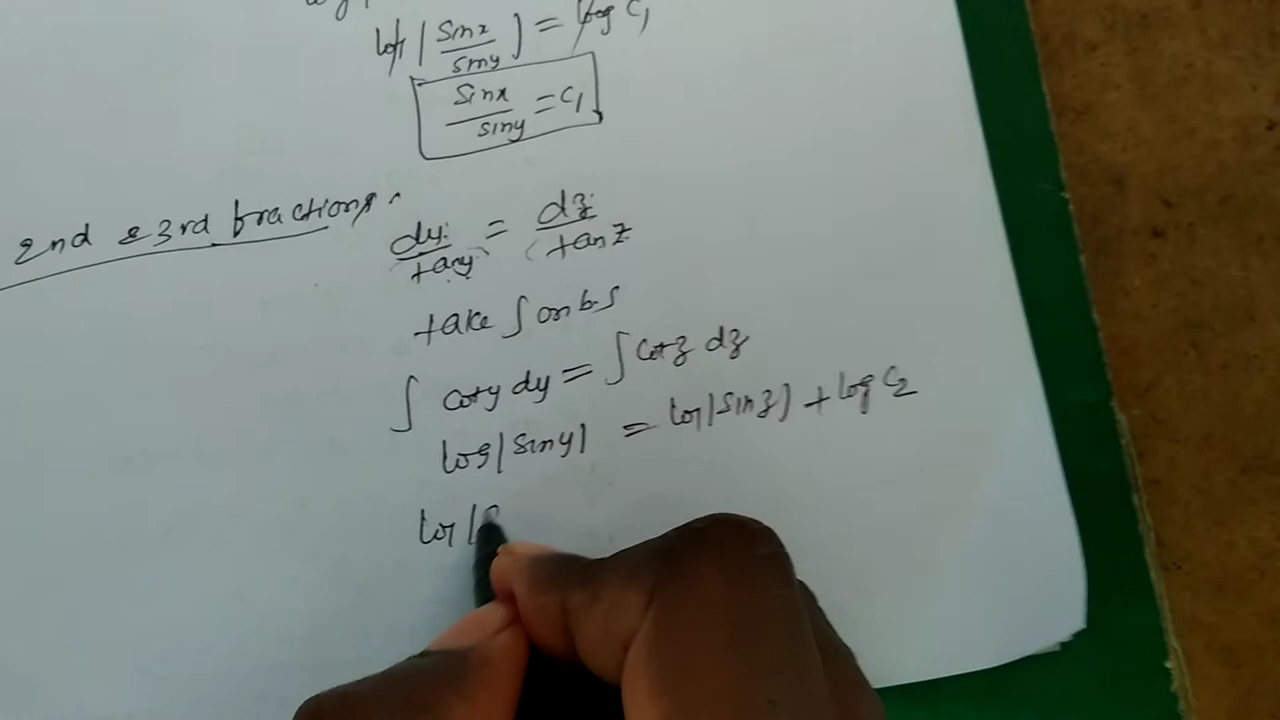 log | sinx / siny | = log C1
sinx / siny = C1
2nd & 3rd fractions.
dy / tany = dz / tanz
take ∫ on b.s
∫ coty dy = ∫ cotz dz
log|siny| = log|sinz| + log C2
log |